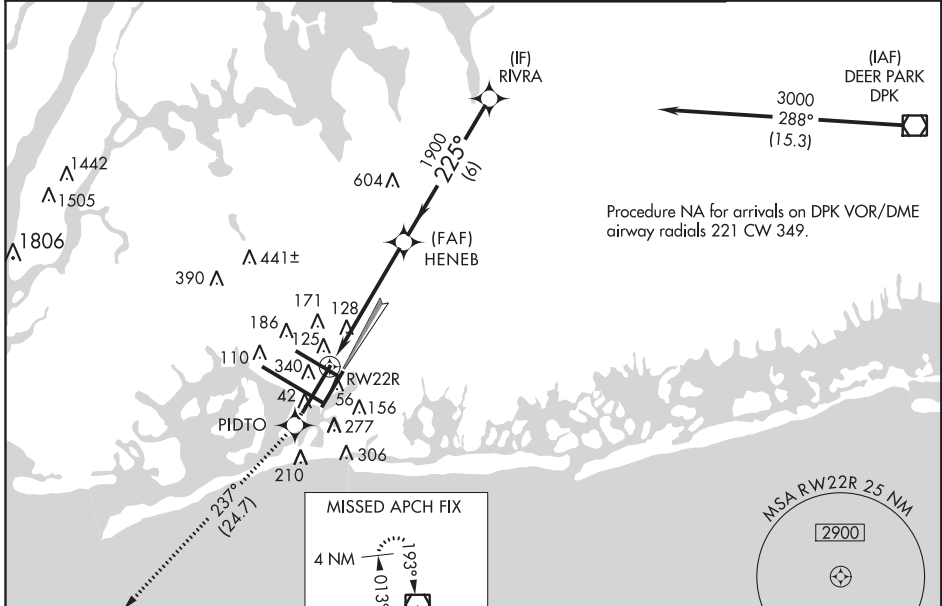 (IF)
RIVRA
(IAF)
DEER PARK
DPK
3000
288°
(15.3)
1900
225°
(6)
1442
1505
604
Procedure NA for arrivals on DPK VOR/DME
airway radials 221 CW 349.
1806
(FAF)
HENEB
441±
390
171
128
186
125
110
340
RW22R
42
56
156
PIDTO
277
306
210
237°
(24.7)
MISSED APCH FIX
4 NM
193°
013°
MSA RW22R 25 NM
2900